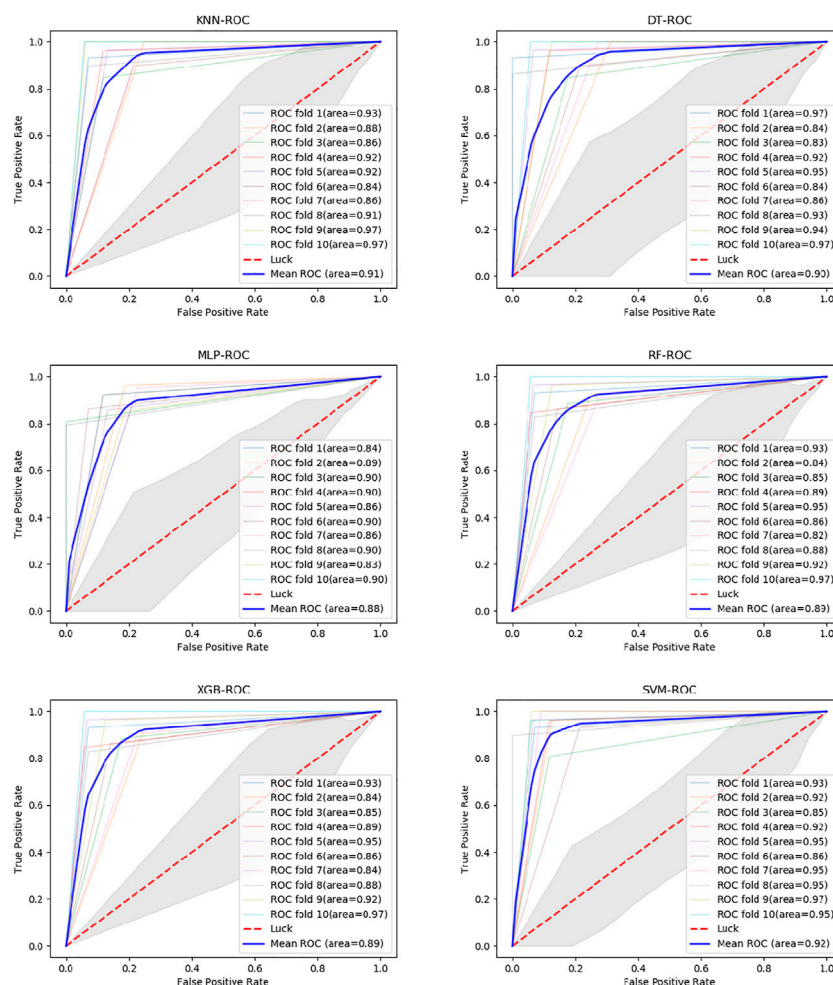 KNN-ROC
True Positive Rate
1.0
0.8
0.6
0.4
0.2
0.0
ROC fold 1(area=0.93)
ROC fold 2(area=0.88)
ROC fold 3(area=0.86)
ROC fold 4(area=0.92)
ROC fold 5(area=0.92)
ROC fold 6(area=0.84)
ROC fold 7(area=0.86)
ROC fold 8(area=0.91)
ROC fold 9(area=0.97)
ROC fold 10(area=0.97)
Luck
Mean ROC (area=0.91)
0.0 0.2 0.4 0.6 0.8 1.0
False Positive Rate
DT-ROC
True Positive Rate
1.0
0.8
0.6
0.4
0.2
0.0
ROC fold 1(area=0.97)
ROC fold 2(area=0.84)
ROC fold 3(area=0.83)
ROC fold 4(area=0.92)
ROC fold 5(area=0.95)
ROC fold 6(area=0.84)
ROC fold 7(area=0.86)
ROC fold 8(area=0.93)
ROC fold 9(area=0.94)
ROC fold 10(area=0.97)
Luck
Mean ROC (area=0.90)
0.0 0.2 0.4 0.6 0.8 1.0
False Positive Rate
MLP-ROC
True Positive Rate
1.0
0.8
0.6
0.4
0.2
0.0
ROC fold 1(area=0.84)
ROC fold 2(area=0.89)
ROC fold 3(area=0.90)
ROC fold 4(area=0.90)
ROC fold 5(area=0.86)
ROC fold 6(area=0.90)
ROC fold 7(area=0.86)
ROC fold 8(area=0.90)
ROC fold 9(area=0.83)
ROC fold 10(area=0.90)
Luck
Mean ROC (area=0.88)
0.0 0.2 0.4 0.6 0.8 1.0
False Positive Rate
RF-ROC
True Positive Rate
1.0
0.8
0.6
0.4
0.2
0.0
ROC fold 1(area=0.93)
ROC fold 2(area=0.84)
ROC fold 3(area=0.85)
ROC fold 4(area=0.89)
ROC fold 5(area=0.95)
ROC fold 6(area=0.86)
ROC fold 7(area=0.82)
ROC fold 8(area=0.88)
ROC fold 9(area=0.92)
ROC fold 10(area=0.97)
Luck
Mean ROC (area=0.89)
0.0 0.2 0.4 0.6 0.8 1.0
False Positive Rate
XGB-ROC
True Positive Rate
1.0
0.8
0.6
0.4
0.2
0.0
ROC fold 1(area=0.93)
ROC fold 2(area=0.84)
ROC fold 3(area=0.85)
ROC fold 4(area=0.89)
ROC fold 5(area=0.95)
ROC fold 6(area=0.86)
ROC fold 7(area=0.84)
ROC fold 8(area=0.88)
ROC fold 9(area=0.92)
ROC fold 10(area=0.97)
Luck
Mean ROC (area=0.89)
0.0 0.2 0.4 0.6 0.8 1.0
False Positive Rate
SVM-ROC
True Positive Rate
1.0
0.8
0.6
0.4
0.2
0.0
ROC fold 1(area=0.93)
ROC fold 2(area=0.92)
ROC fold 3(area=0.85)
ROC fold 4(area=0.92)
ROC fold 5(area=0.95)
ROC fold 6(area=0.86)
ROC fold 7(area=0.95)
ROC fold 8(area=0.95)
ROC fold 9(area=0.97)
ROC fold 10(area=0.95)
Luck
Mean ROC (area=0.92)
0.0 0.2 0.4 0.6 0.8 1.0
False Positive Rate